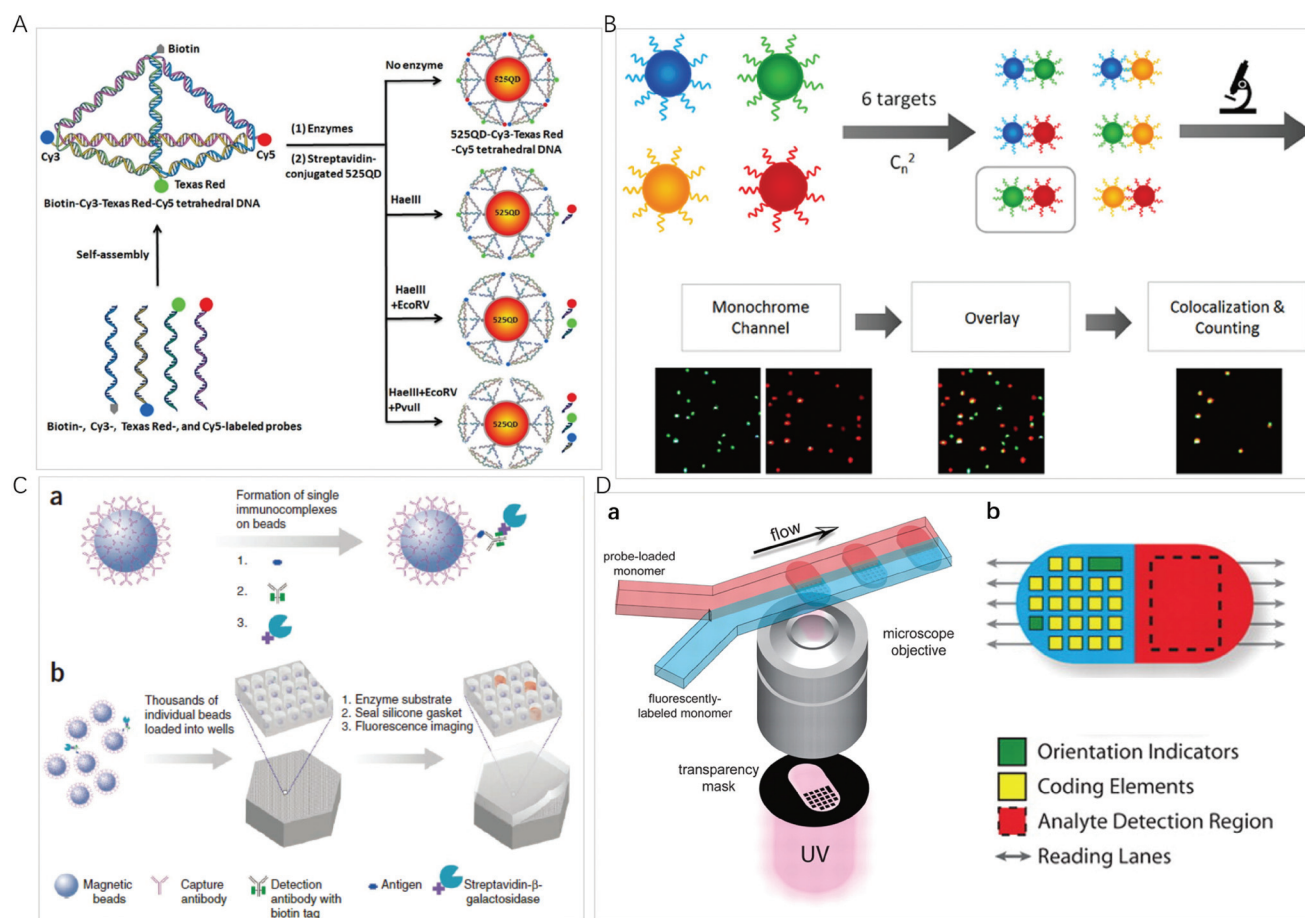 A
Biotin
Cy3
Cy5
Texas Red
Biotin-Cy3-Texas Red-Cy5 tetrahedral DNA
Self-assembly
Biotin-, Cy3-, Texas Red-, and Cy5-labeled probes
(1) Enzymes
(2) Streptavidin-
conjugated 525QD
No enzyme
525QD
525QD-Cy3-Texas Red
-Cy5 tetrahedral DNA
HaeIII
525QD
HaeIII
+EcoRV
525QD
HaeIII+EcoRV
+PvuII
525QD
B
6 targets
Cn²
Monochrome
Channel
Overlay
Colocalization &
Counting
C
a
Formation of single
immunocomplexes
on beads
1.
2.
3.
b
Thousands of
individual beads
loaded into wells
1. Enzyme substrate
2. Seal silicone gasket
3. Fluorescence imaging
Magnetic
beads
Capture
antibody
Detection
antibody with
biotin tag
Antigen
Streptavidin-β-
galactosidase
D
a
flow
probe-loaded
monomer
microscope
objective
fluorescently-
labeled monomer
transparency
mask
UV
b
Orientation Indicators
Coding Elements
Analyte Detection Region
Reading Lanes